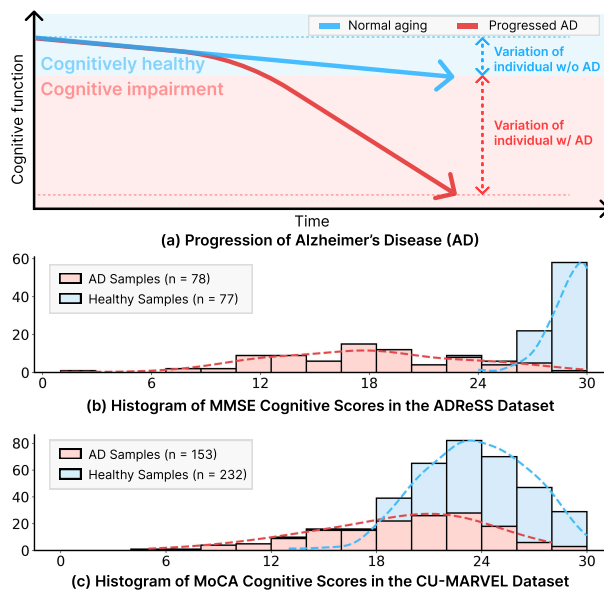 Normal aging
Progressed AD
Cognitively healthy
Cognitive impairment
Variation of
individual w/o AD
Variation of
individual w/ AD
Cognitive function
Time
(a) Progression of Alzheimer's Disease (AD)
60
40
20
0
AD Samples (n = 78)
Healthy Samples (n = 77)
0 6 12 18 24 30
(b) Histogram of MMSE Cognitive Scores in the ADReSS Dataset
80
60
40
20
0
AD Samples (n = 153)
Healthy Samples (n = 232)
0 6 12 18 24 30
(c) Histogram of MoCA Cognitive Scores in the CU-MARVEL Dataset